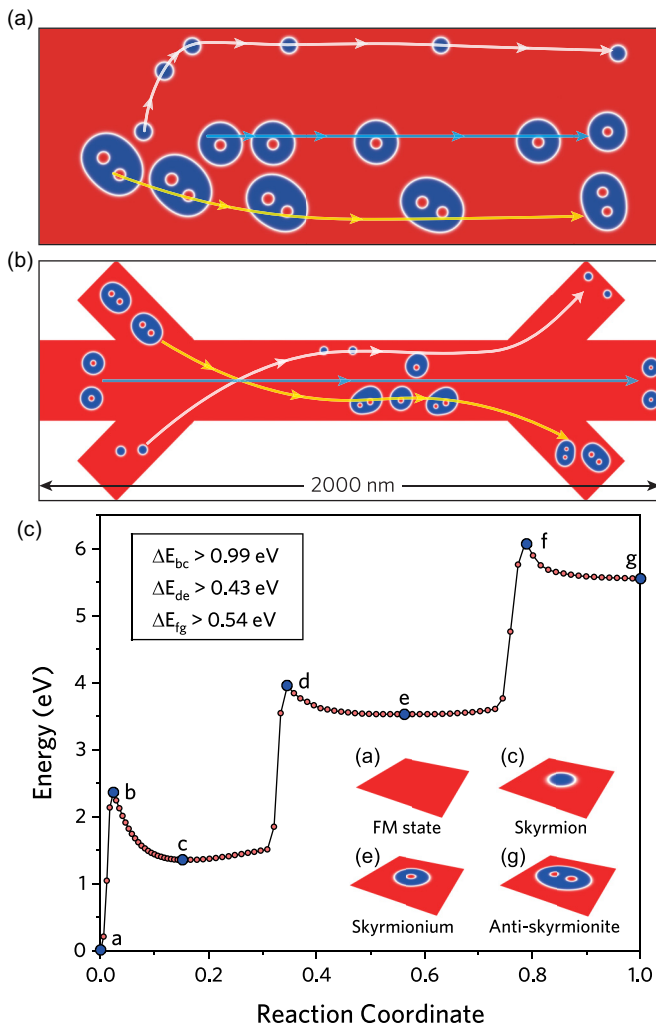 (a)
(b)
2000 nm
(c)
ΔE_bc > 0.99 eV
ΔE_de > 0.43 eV
ΔE_fg > 0.54 eV
Energy (eV)
6
5
4
3
2
1
0
a
b
c
d
e
f
g
(a)
(c)
FM state
Skyrmion
(e)
(g)
Skyrmionium
Anti-skyrmionite
0.0
0.2
0.4
0.6
0.8
1.0
Reaction Coordinate